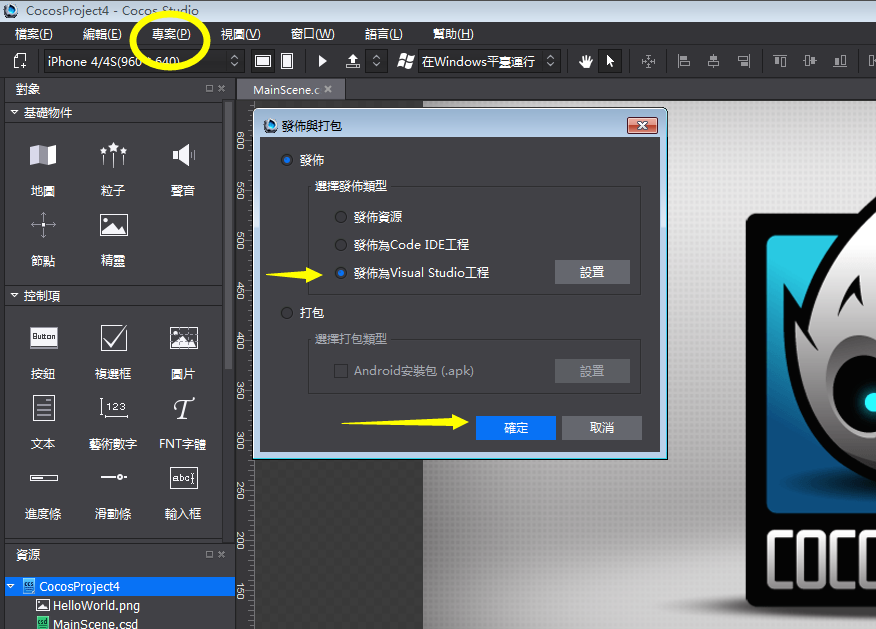 CocosProject4 - Cocos Studio
檔案(F) 編輯(E) 專案(P) 視圖(V) 窗口(W) 語言(L) 幫助(H)
iPhone 4/4S(960 * 640) 在Windows平臺運行
對象
MainScene.c
基礎物件
地圖 粒子 聲音
節點 精靈
控制項
Button
按鈕 複選框 圖片
123
文本 藝術數字 FNT字體
abc
進度條 滑動條 輸入框
資源
CocosProject4
HelloWorld.png
MainScene.csd
600
550
500
450
400
350
300
250
200
150
發佈與打包
發佈
選擇發佈類型
發佈資源
發佈為Code IDE工程
發佈為Visual Studio工程 設置
打包
選擇打包類型
Android安裝包 (.apk) 設置
確定 取消
COCO